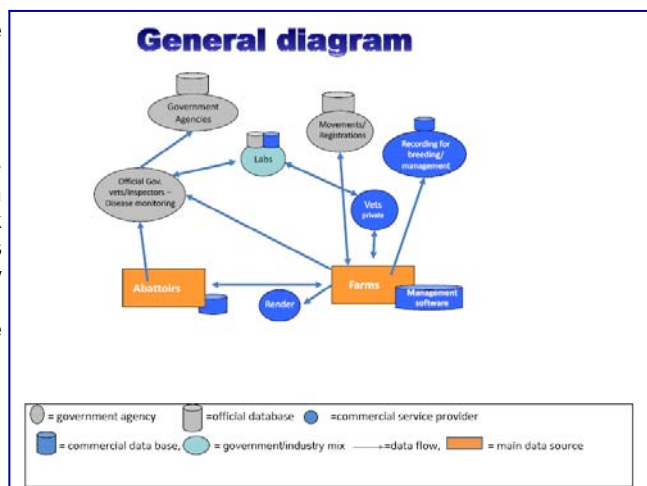 General diagram
Government
Agencies
Movements/
Registrations
Recording for
breeding/
management
Labs
Official Gov.
vets/Inspectors –
Disease monitoring
Vets
private
Abattoirs
Render
Farms
Management
software
= government agency =official database =commercial service provider
= commercial data base, = government/industry mix =data flow, = main data source